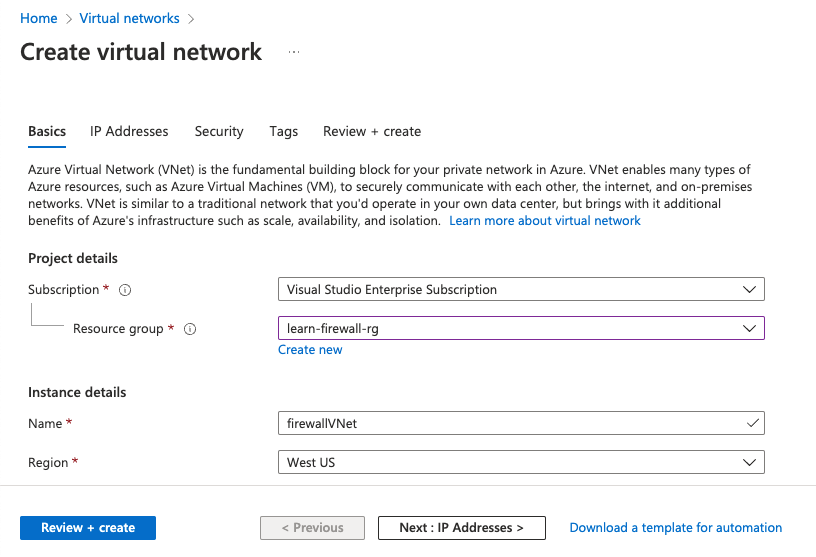 Home > Virtual networks >
Create virtual network ...
Basics IP Addresses Security Tags Review + create
Azure Virtual Network (VNet) is the fundamental building block for your private network in Azure. VNet enables many types of
Azure resources, such as Azure Virtual Machines (VM), to securely communicate with each other, the internet, and on-premises
networks. VNet is similar to a traditional network that you'd operate in your own data center, but brings with it additional
benefits of Azure's infrastructure such as scale, availability, and isolation. Learn more about virtual network
Project details
Subscription * Visual Studio Enterprise Subscription
Resource group * learn-firewall-rg
Create new
Instance details
Name * firewallVNet
Region * West US
Review + create < Previous Next : IP Addresses > Download a template for automation